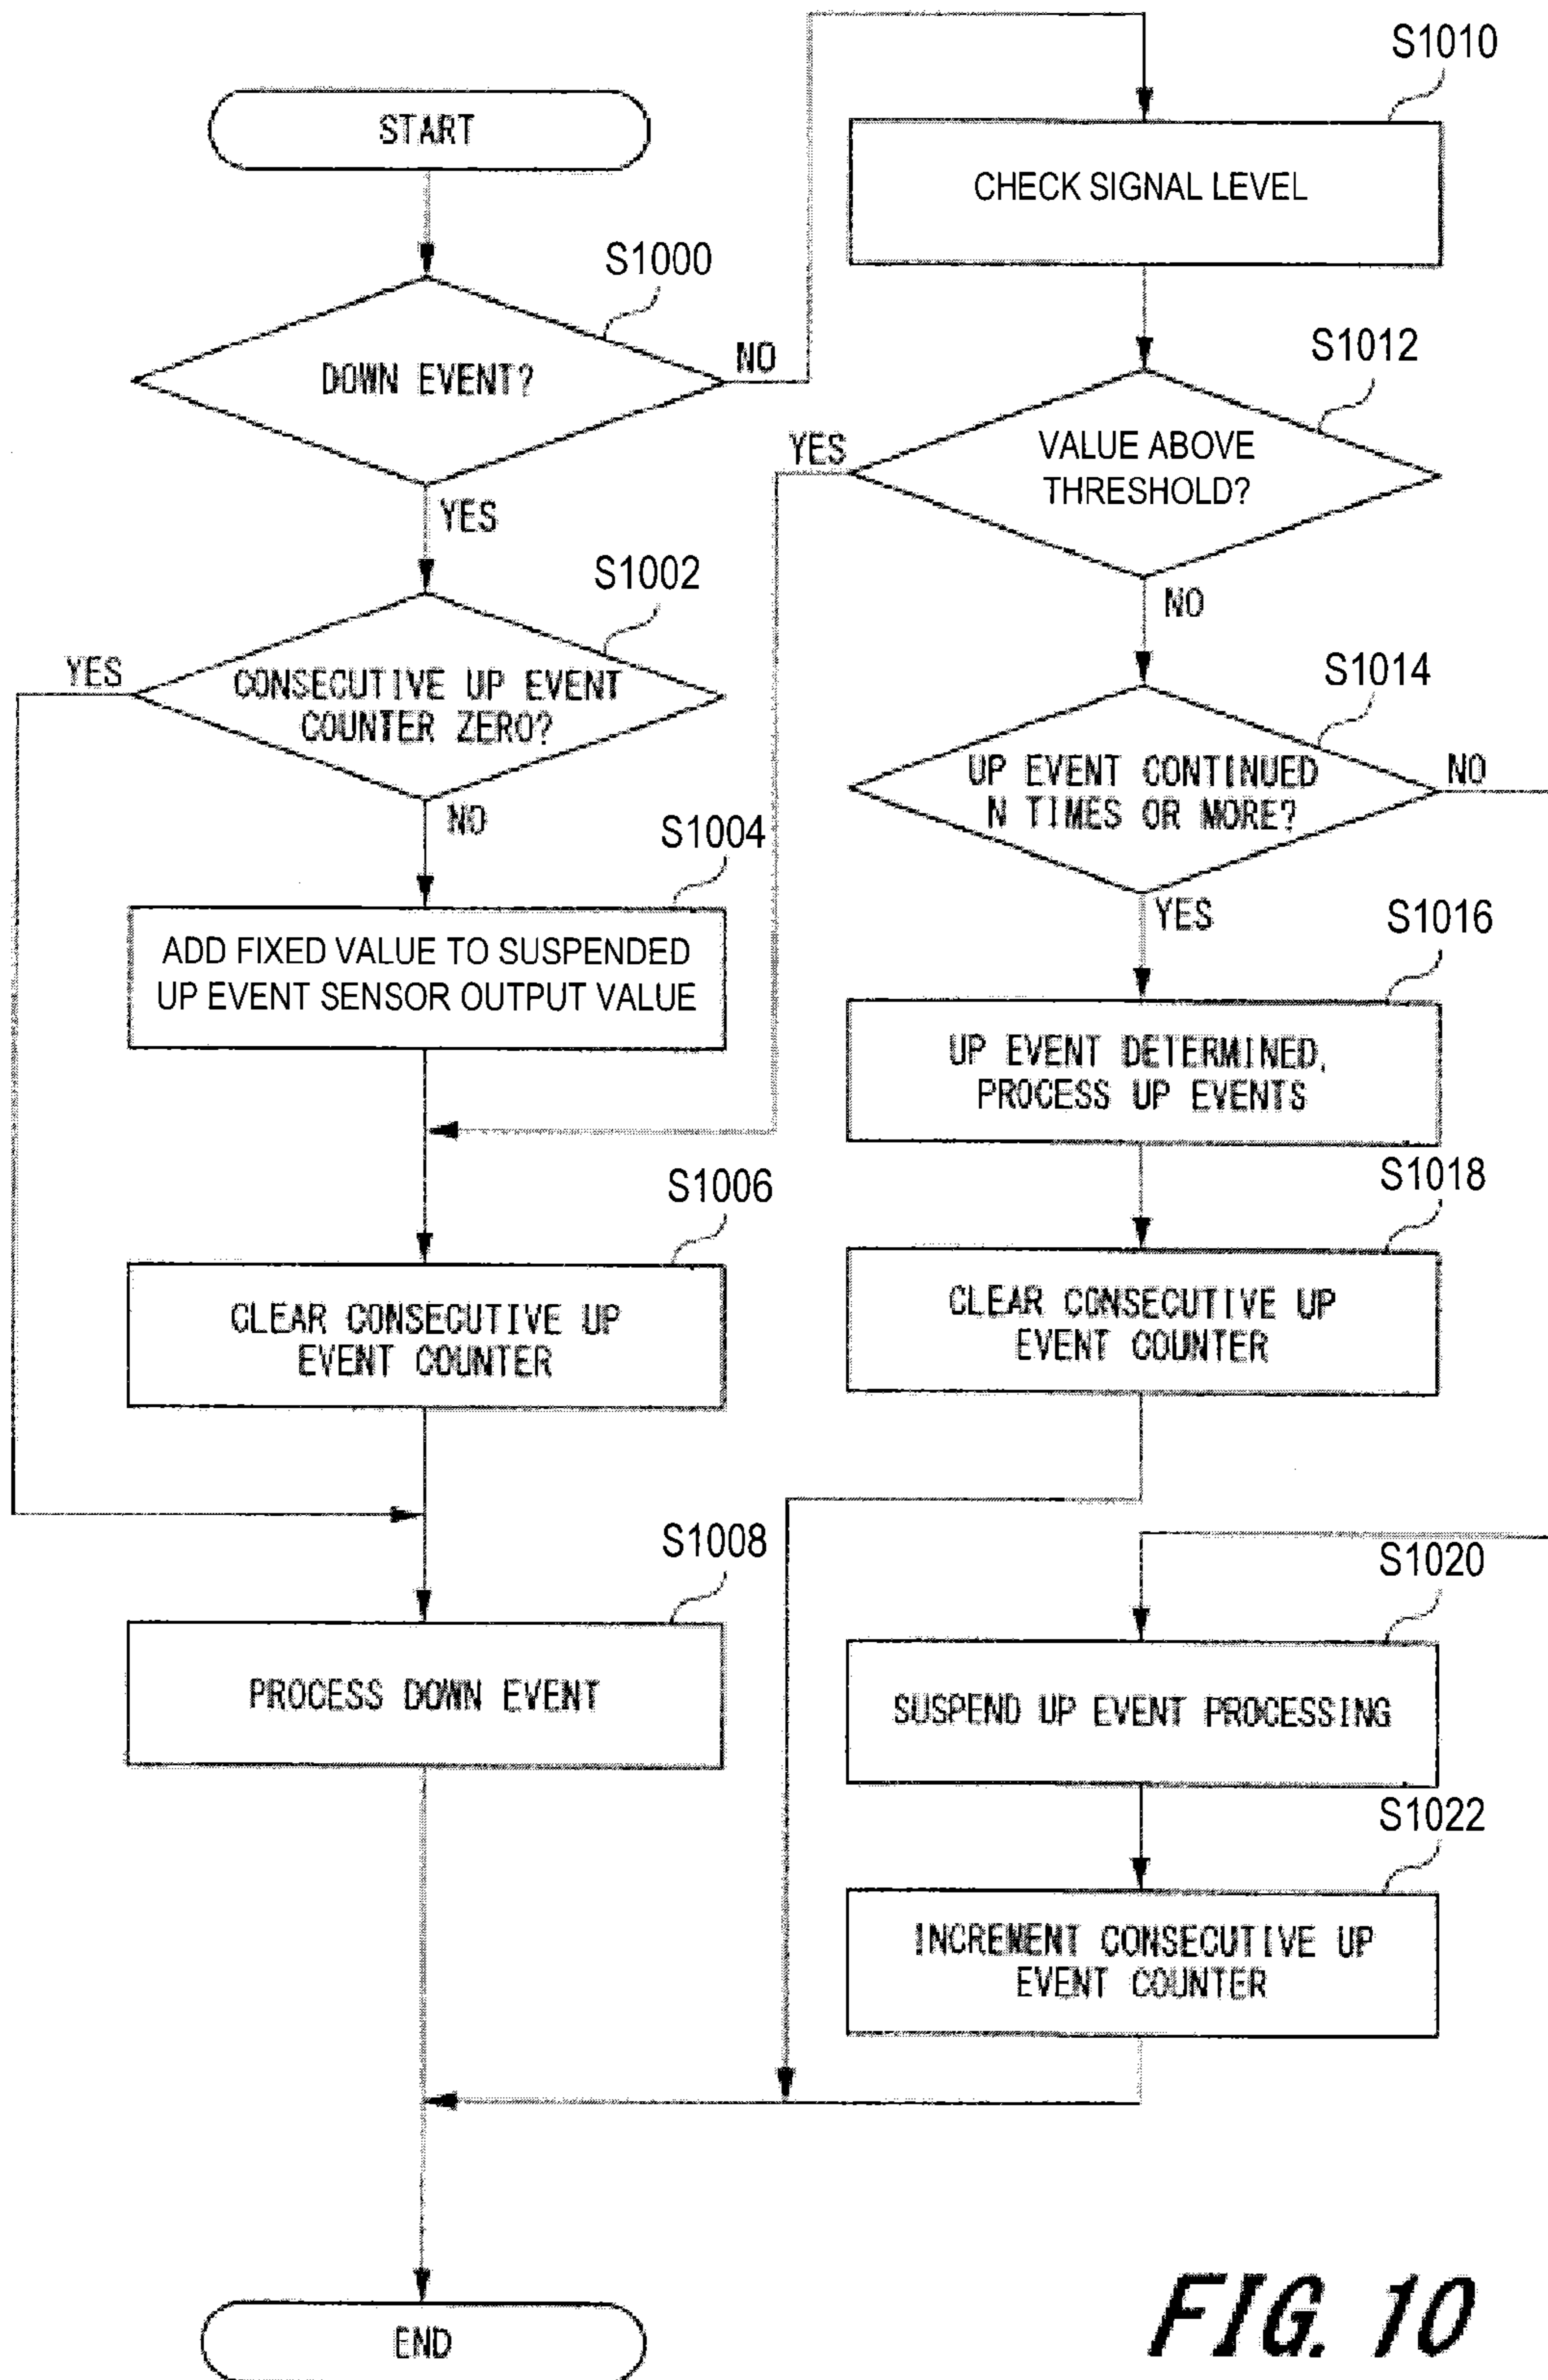 START
S1000
DOWN EVENT?
NO
YES
S1002
YES
CONSECUTIVE UP EVENT
COUNTER ZERO?
NO
S1004
ADD FIXED VALUE TO SUSPENDED
UP EVENT SENSOR OUTPUT VALUE
S1006
CLEAR CONSECUTIVE UP
EVENT COUNTER
S1008
PROCESS DOWN EVENT
END
S1010
CHECK SIGNAL LEVEL
S1012
YES
VALUE ABOVE
THRESHOLD?
NO
S1014
UP EVENT CONTINUED
N TIMES OR MORE?
NO
YES
S1016
UP EVENT DETERMINED,
PROCESS UP EVENTS
S1018
CLEAR CONSECUTIVE UP
EVENT COUNTER
S1020
SUSPEND UP EVENT PROCESSING
S1022
INCREMENT CONSECUTIVE UP
EVENT COUNTER
FIG. 10